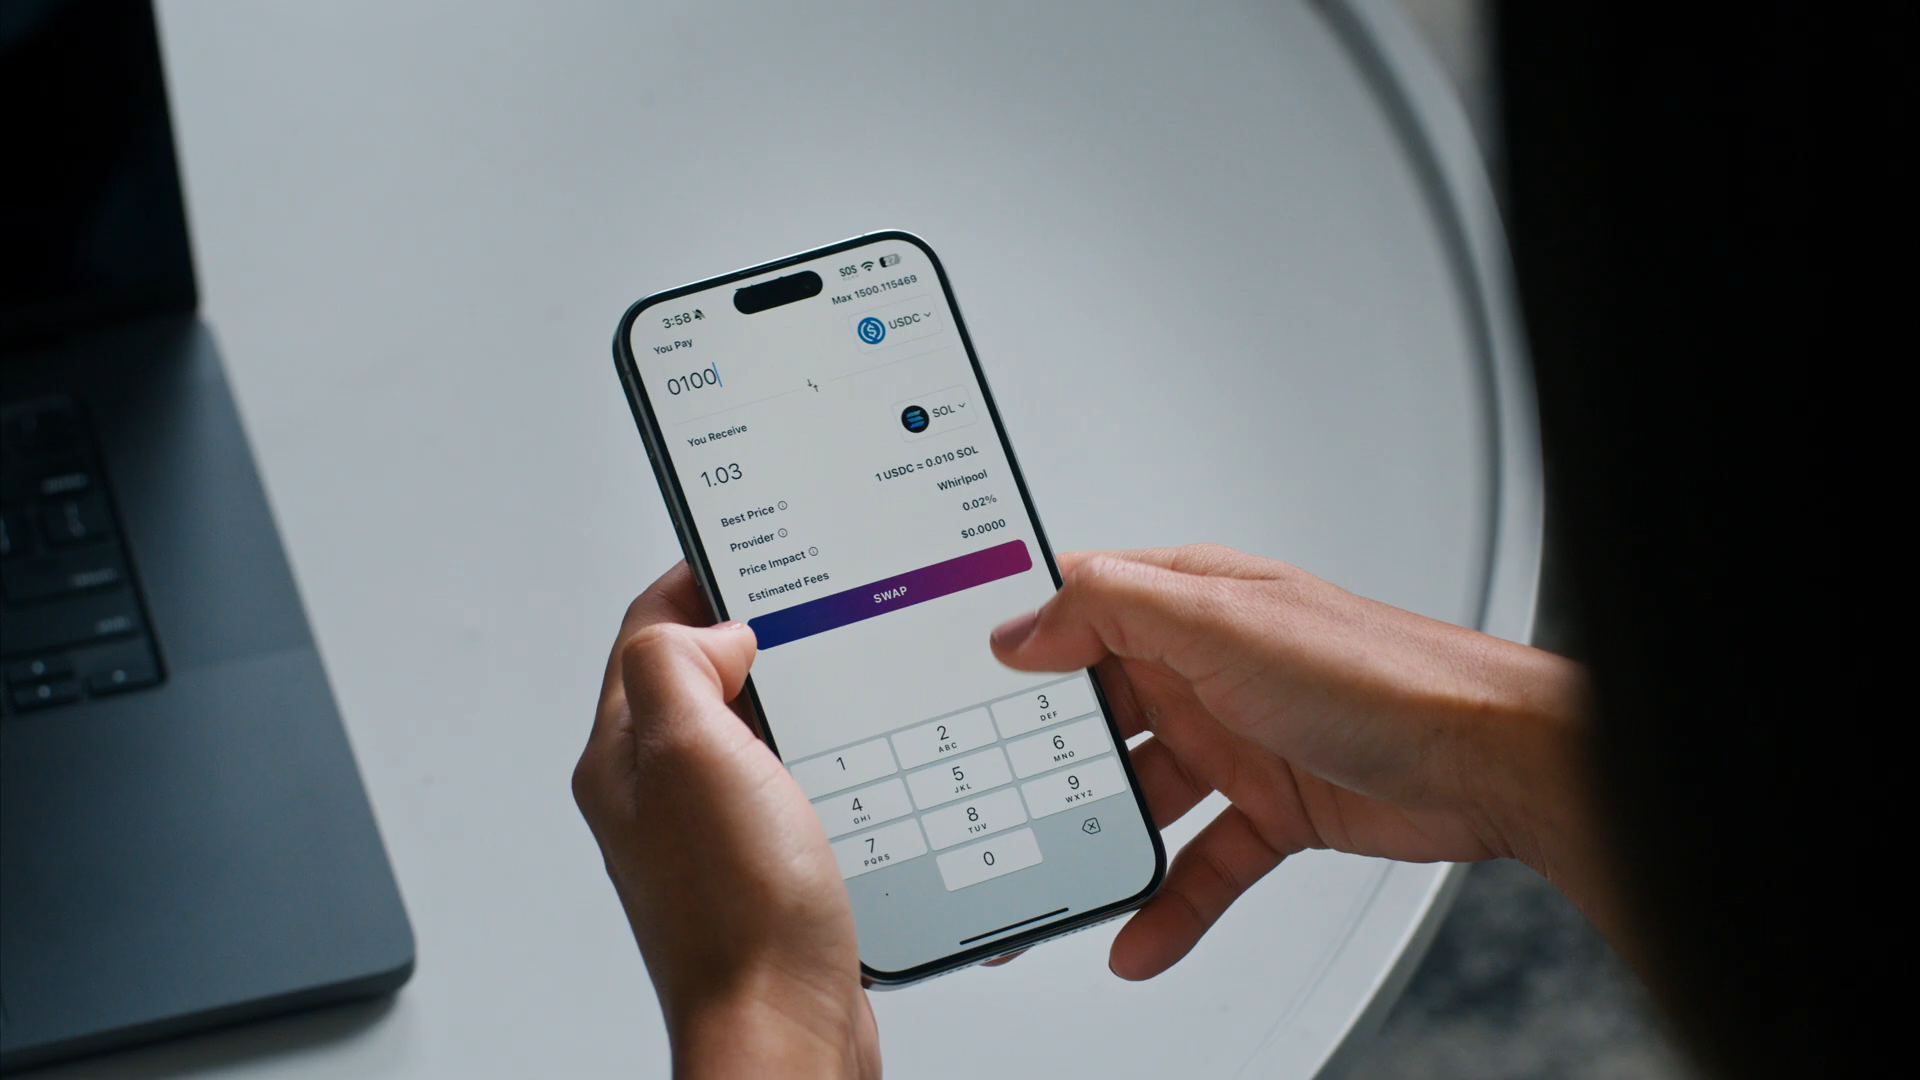 3:58
SOS
Max 1500.115469
You Pay
USDC
0100
SOL
You Receive
1.03
1 USDC ≈ 0.010 SOL
Best Price
Whirlpool
Provider
0.02%
Price Impact
$0.0000
Estimated Fees
SWAP
1
2 ABC
3 DEF
4 GHI
5 JKL
6 MNO
7 PQRS
8 TUV
9 WXYZ
.
0